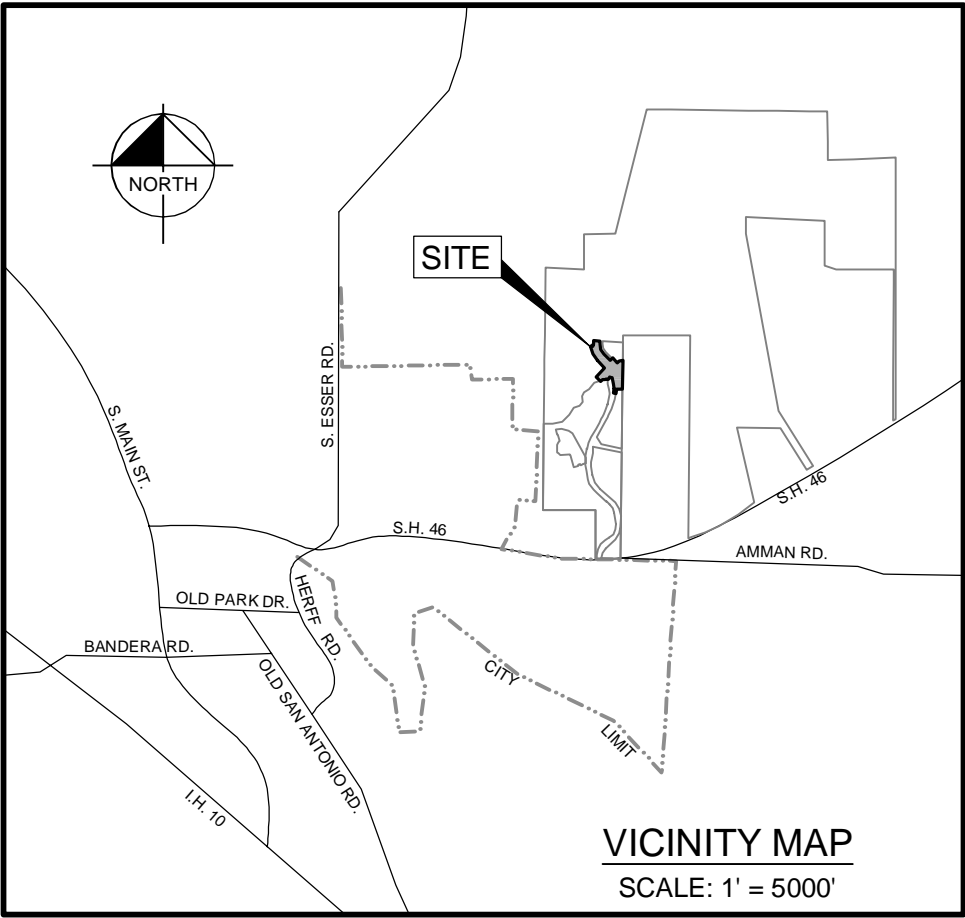 NORTH
SITE
S. ESSER RD.
S. MAIN ST.
S.H. 46
S.H. 46
AMMAN RD.
OLD PARK DR.
HERFF RD.
BANDERA RD.
OLD SAN ANTONIO RD.
CITY
LIMIT
I.H. 10
VICINITY MAP
SCALE: 1' = 5000'